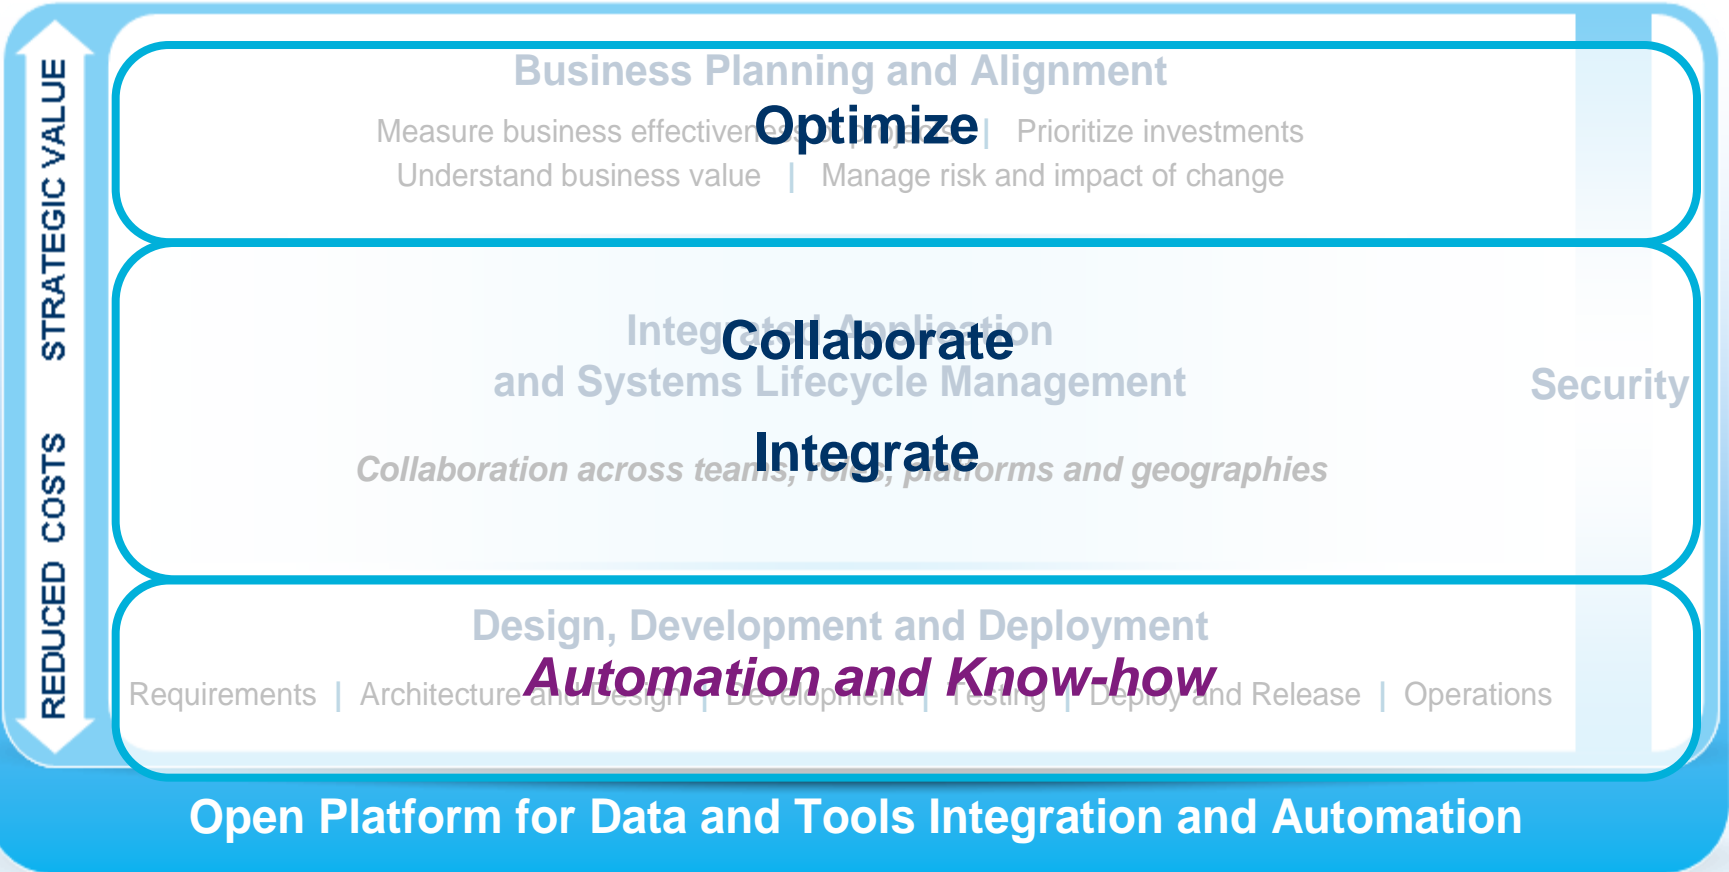 STRATEGIC VALUE
REDUCED COSTS
Business Planning and Alignment
Optimize
Measure business effectiveness of projects | Prioritize investments
Understand business value | Manage risk and impact of change
Integrated Application
Collaborate
and Systems Lifecycle Management
Security
Integrate
Collaboration across teams, roles, platforms and geographies
Design, Development and Deployment
Automation and Know-how
Requirements | Architecture and Design | Development | Testing | Deploy and Release | Operations
Open Platform for Data and Tools Integration and Automation